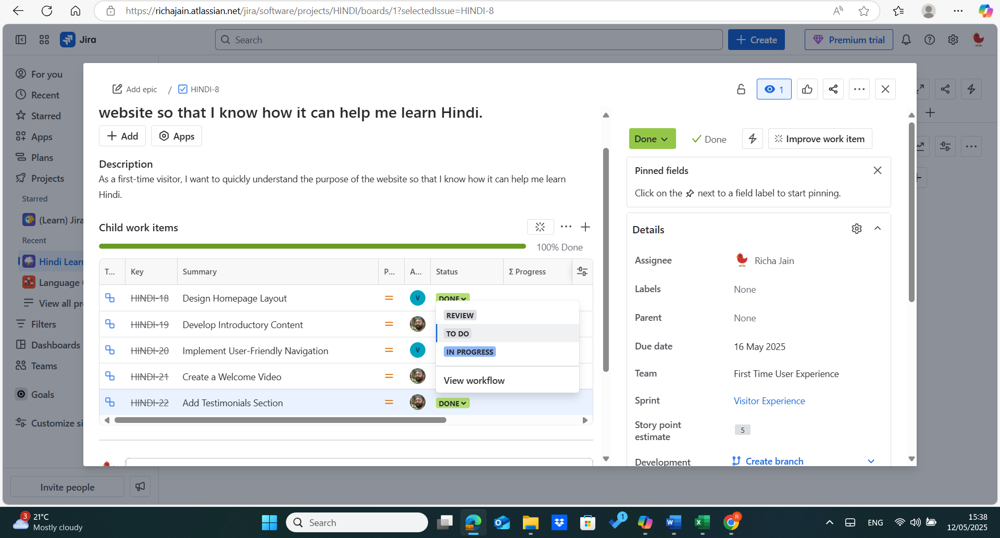 https://richajain.atlassian.net/jira/software/projects/HINDI/boards/1?selectedIssue=HINDI-8
Jira
Search
Create
Premium trial
For you
Recent
Starred
Apps
Plans
Projects
Starred
(Learn) Jira
Recent
Hindi Learn
Language
View all pr
Filters
Dashboards
Teams
Goals
Customize si
Invite people
Add epic / HINDI-8
1
website so that I know how it can help me learn Hindi.
Add
Apps
Description
As a first-time visitor, I want to quickly understand the purpose of the website so that I know how it can help me learn
Hindi.
Child work items
100% Done
T... Key Summary P... A... Status Σ Progress
HINDI-18 Design Homepage Layout V DONE
HINDI-19 Develop Introductory Content
HINDI-20 Implement User-Friendly Navigation V
HINDI-21 Create a Welcome Video
HINDI-22 Add Testimonials Section DONE
REVIEW
TO DO
IN PROGRESS
View workflow
Done
Done
Improve work item
Pinned fields
Click on the next to a field label to start pinning.
Details
Assignee Richa Jain
Labels None
Parent None
Due date 16 May 2025
Team First Time User Experience
Sprint Visitor Experience
Story point
estimate
5
Development Create branch
3
21°C
Mostly cloudy
Search
1
R
ENG
15:38
12/05/2025